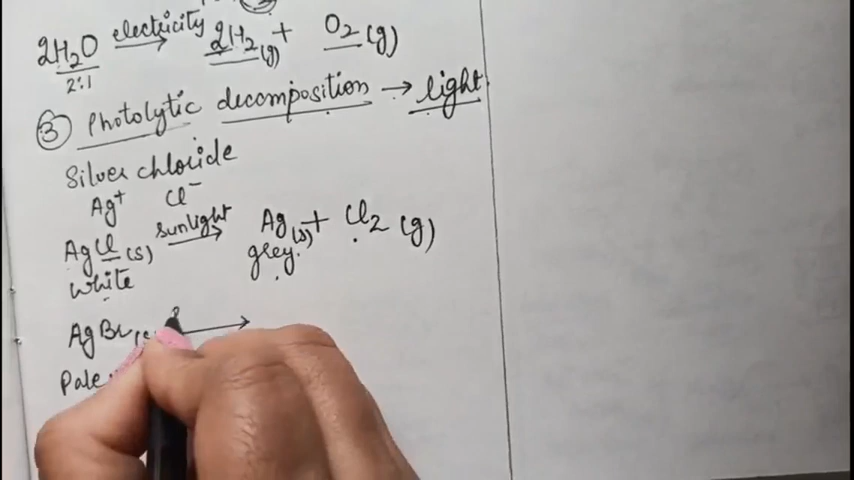 2H₂O electricity→ 2H₂(g) + O₂(g)
2:1
③ Photolytic decomposition → light
Silver chloride
Ag⁺ Cl⁻
AgCl(s) sunlight→ Ag(s) + Cl₂ (g)
White grey
AgBr(s
Pale